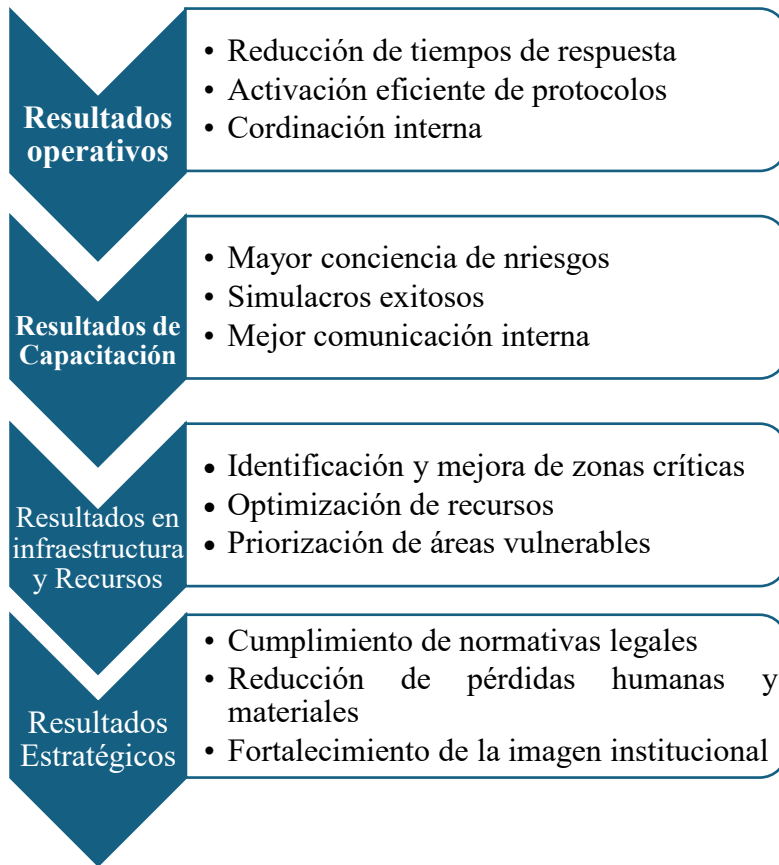 Resultados
operativos
• Reducción de tiempos de respuesta
• Activación eficiente de protocolos
• Cordinación interna
Resultados de
Capacitación
• Mayor conciencia de nriesgos
• Simulacros exitosos
• Mejor comunicación interna
Resultados en
infraestructura
y Recursos
• Identificación y mejora de zonas críticas
• Optimización de recursos
• Priorización de áreas vulnerables
Resultados
Estratégicos
• Cumplimiento de normativas legales
• Reducción de pérdidas humanas y
materiales
• Fortalecimiento de la imagen institucional